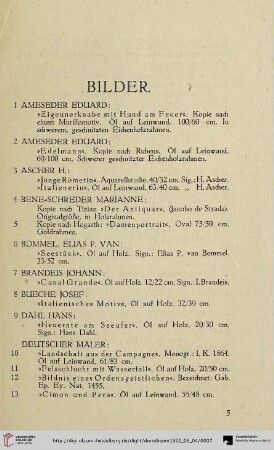 BILDER.
1 AMESEDER EDUARD:
»Zigeunerknabe mit Hund am Feuer«. Kopie nach
einem Murillomotiv. Öl auf Leinwand, 100/60 cm. In
schwerem, geschnitztem Eichenholzrahmen.
2 AMESEDER EDUARD:
»Edelmann«. Kopie nach Rubens. Öl auf Leinwand,
60/100 cm. Schwerer geschnitzter Eichenholzrahmen.
3 ASCHER H.:
»Junge Römerin«. Aquarellstudie. 40/32 cm. Sig.: H. Ascher.
»Italienerin«. Öl auf Leinwand. 63/40 cm. „ H. Ascher.
4 BENE-SCHREDER MARIANNE:
Kopie nach Tizian »Der Antiquar«, (Jacobo de Strada).
Originalgröße, in Holzrahmen.
5 Kopie nach Hogarth: »Damenportrait«. Oval 75/50 cm.
Goldrahmen.
6 BOMMEL, ELIAS P. VAN:
»Seestück«. Öl auf Holz. Sign.: Elias P. van Bommel.
33/52 cm.
7 BRANDEIS JOHANN:
»Canal Grande«. Öl auf Holz. 12/22 cm. Sign.: I. Brandeis.
8 BUECHE JOSEF:
»Italienisches Motiv«. Öl auf Holz. 32/39 cm.
9 DAHL HANS:
»Heuernte am Seeufer«. Öl auf Holz. 20/30 cm.
Sign.: Hans Dahl.
DEUTSCHER MALER:
10 »Landschaft aus der Campagne«. Monogr.: I. K. 1864.
Öl auf Leinwand. 61/83 cm.
11 »Felsschlucht mit Wasserfall«. Öl auf Holz. 20/50 cm.
12 »Bildnis eines Ordensgeistlichen«. Bezeichnet: Gab.
Ep. Ey. Nat. 1455.
13 »Cimon und Pera«. Öl auf Leinwand. 55/48 cm.
5